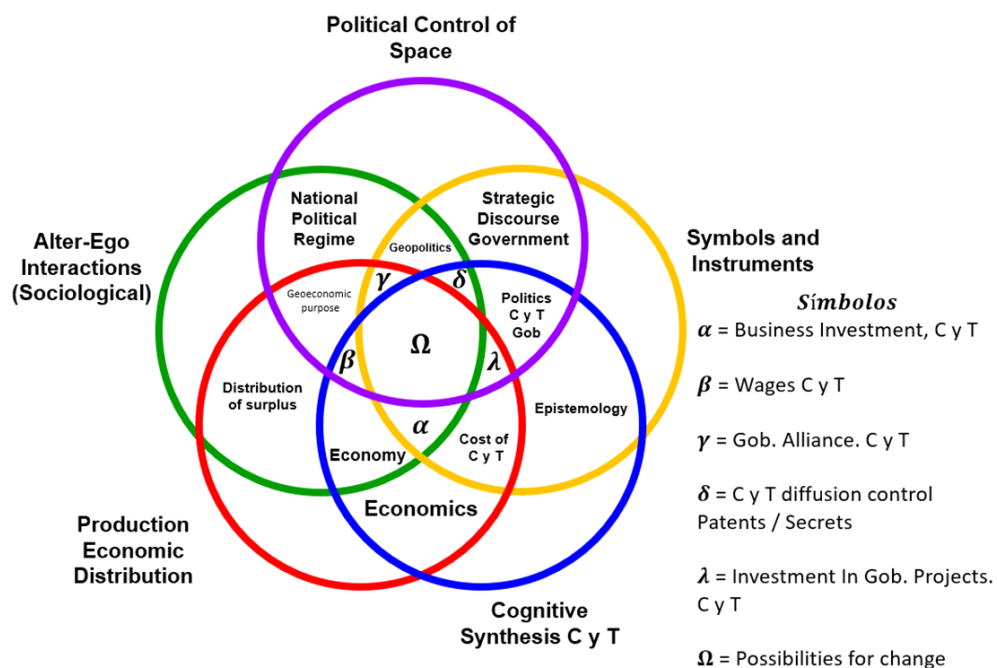 Political Control of
Space
Alter-Ego
Interactions
(Sociological)
National
Political
Regime
Strategic
Discourse
Government
Geopolitics
Symbols and
Instruments
γ
δ
Geoeconomic
purpose
Politics
C y T
Gob
Ω
β
λ
Distribution
of surplus
Epistemology
α
Economy
Cost of
C y T
Economics
Production
Economic
Distribution
Cognitive
Synthesis C y T
Símbolos
α = Business Investment, C y T
β = Wages C y T
γ = Gob. Alliance. C y T
δ = C y T diffusion control
Patents / Secrets
λ = Investment In Gob. Projects.
C y T
Ω = Possibilities for change